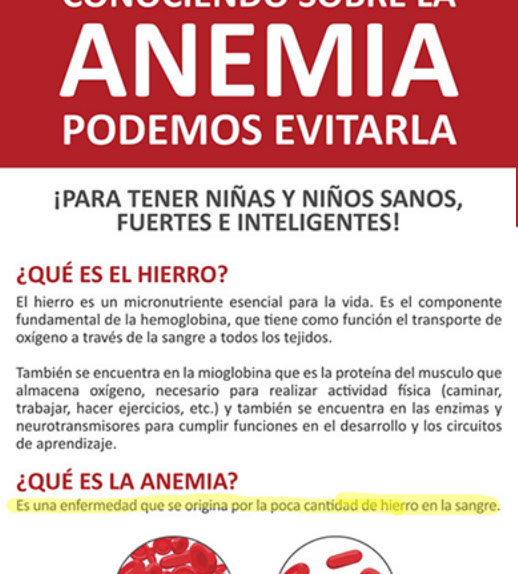 CONOCIENDO SOBRE LA
ANEMIA
PODEMOS EVITARLA
¡PARA TENER NIÑAS Y NIÑOS SANOS,
FUERTES E INTELIGENTES!
¿QUÉ ES EL HIERRO?
El hierro es un micronutriente esencial para la vida. Es el componente
fundamental de la hemoglobina, que tiene como función el transporte de
oxígeno a través de la sangre a todos los tejidos.
También se encuentra en la mioglobina que es la proteína del musculo que
almacena oxígeno, necesario para realizar actividad física (caminar,
trabajar, hacer ejercicios, etc.) y también se encuentra en las enzimas y
neurotransmisores para cumplir funciones en el desarrollo y los circuitos
de aprendizaje.
¿QUÉ ES LA ANEMIA?
Es una enfermedad que se origina por la poca cantidad de hierro en la sangre.